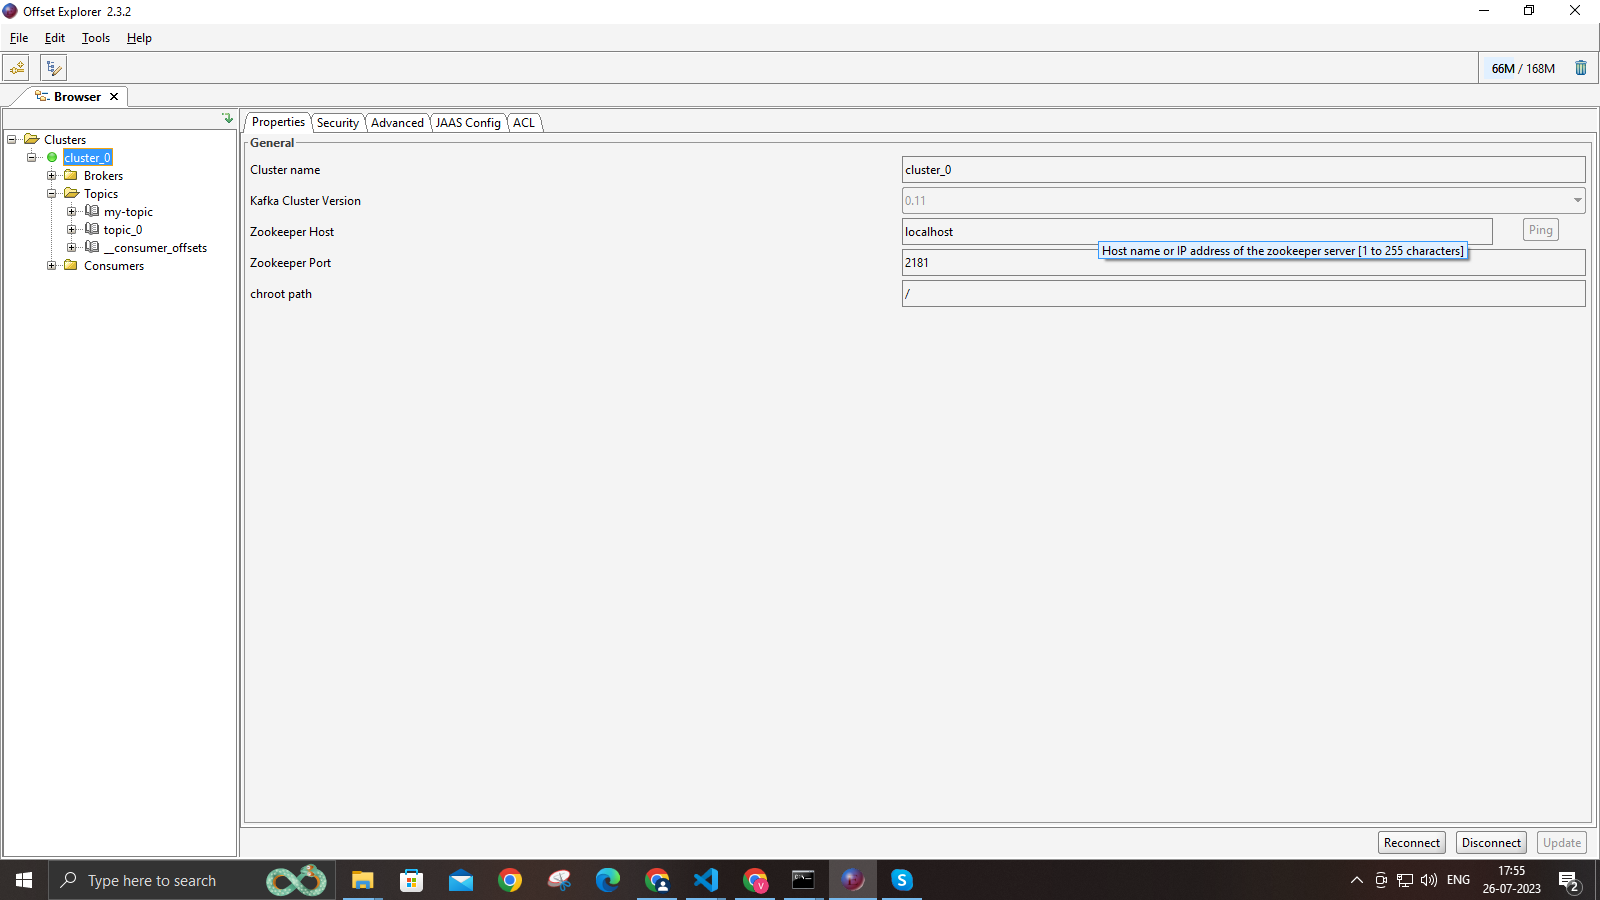 Offset Explorer 2.3.2
File Edit Tools Help
66M / 168M
Browser
Clusters
cluster_0
Brokers
Topics
my-topic
topic_0
__consumer_offsets
Consumers
Properties Security Advanced JAAS Config ACL
General
Cluster name cluster_0
Kafka Cluster Version 0.11
Zookeeper Host localhost Ping
Host name or IP address of the zookeeper server [1 to 255 characters]
Zookeeper Port 2181
chroot path /
Reconnect Disconnect Update
Type here to search
V
S
ENG
17:55
26-07-2023
2